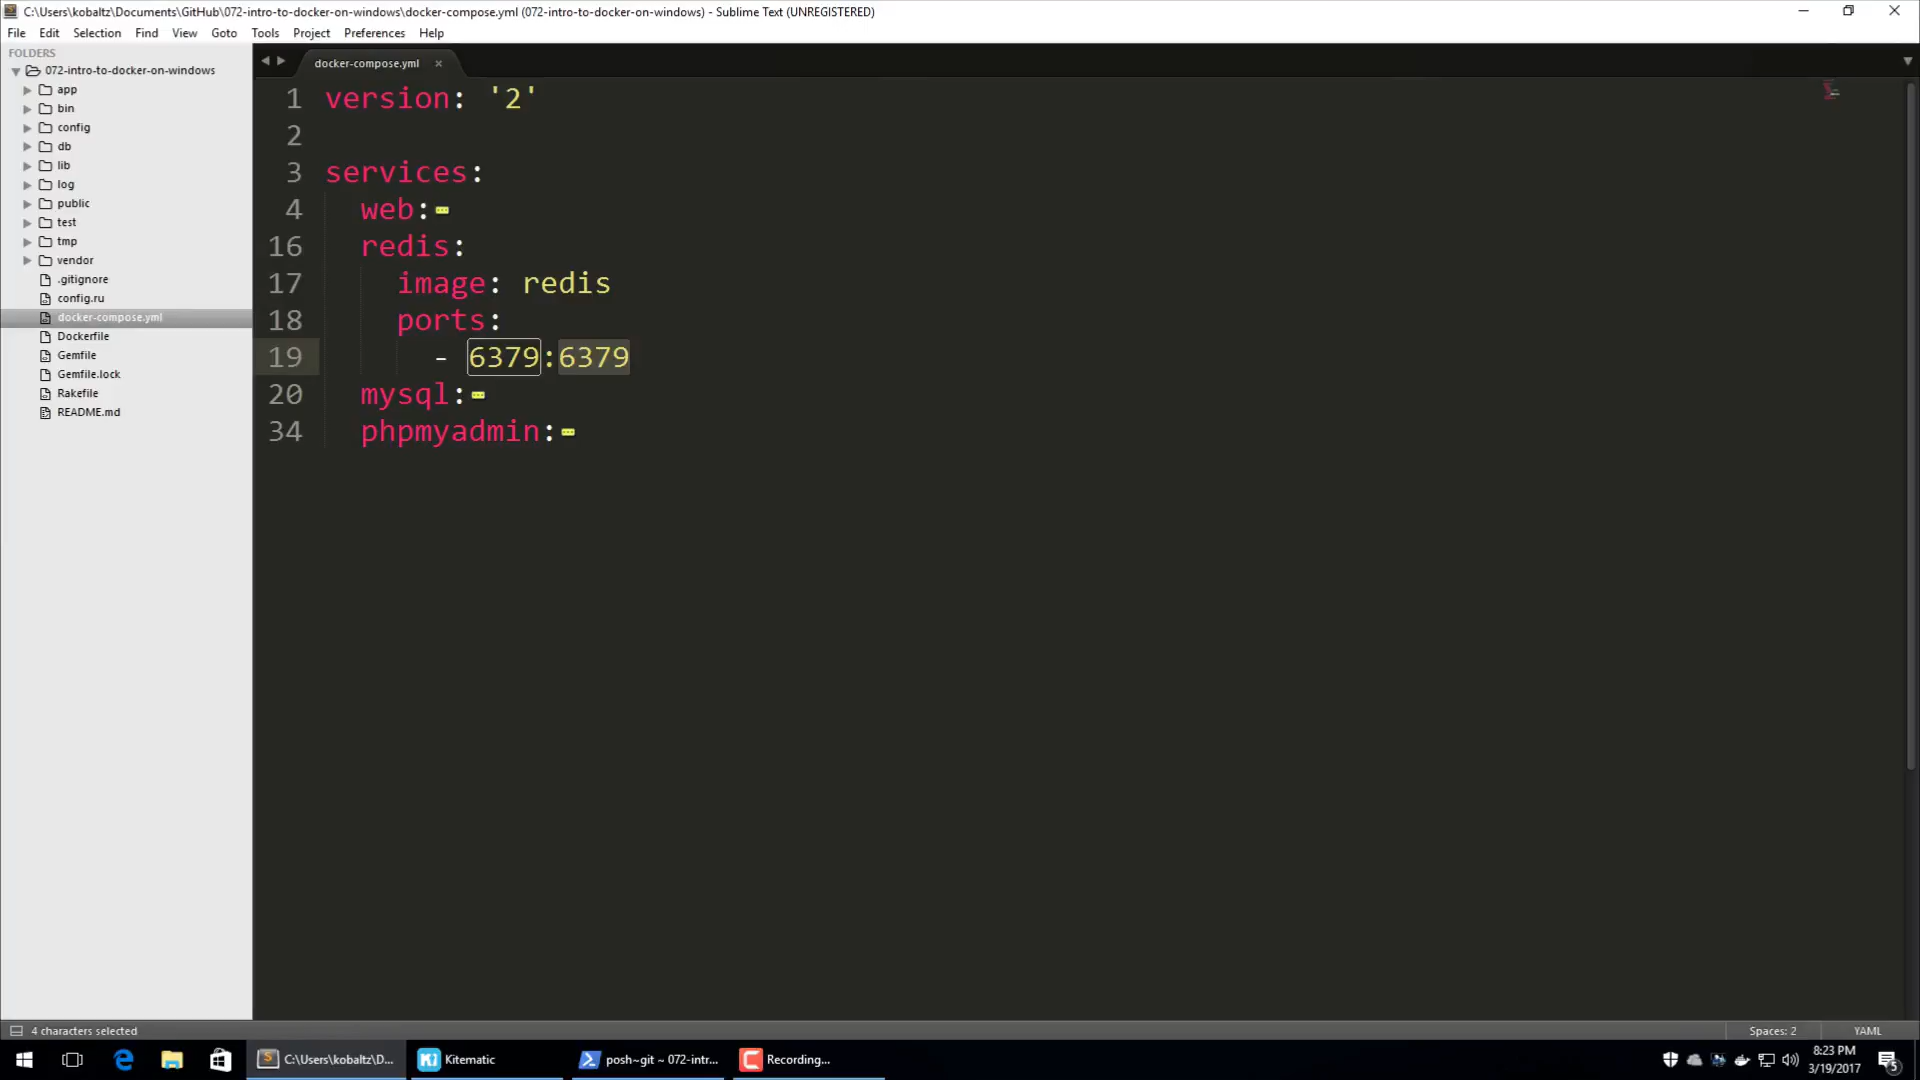 C:\Users\kobaltz\Documents\GitHub\072-intro-to-docker-on-windows\docker-compose.yml (072-intro-to-docker-on-windows) - Sublime Text (UNREGISTERED)
File Edit Selection Find View Goto Tools Project Preferences Help
FOLDERS
072-intro-to-docker-on-windows
app
bin
config
db
lib
log
public
test
tmp
vendor
.gitignore
config.ru
docker-compose.yml
Dockerfile
Gemfile
Gemfile.lock
Rakefile
README.md
docker-compose.yml
1 version: '2'
2
3 services:
4 web:
16 redis:
17 image: redis
18 ports:
19 - 6379:6379
20 mysql:
34 phpmyadmin:
4 characters selected
Spaces: 2
YAML
C:\Users\kobaltz\D...
Kitematic
posh~git ~ 072-intr...
Recording...
8:23 PM
3/19/2017
5